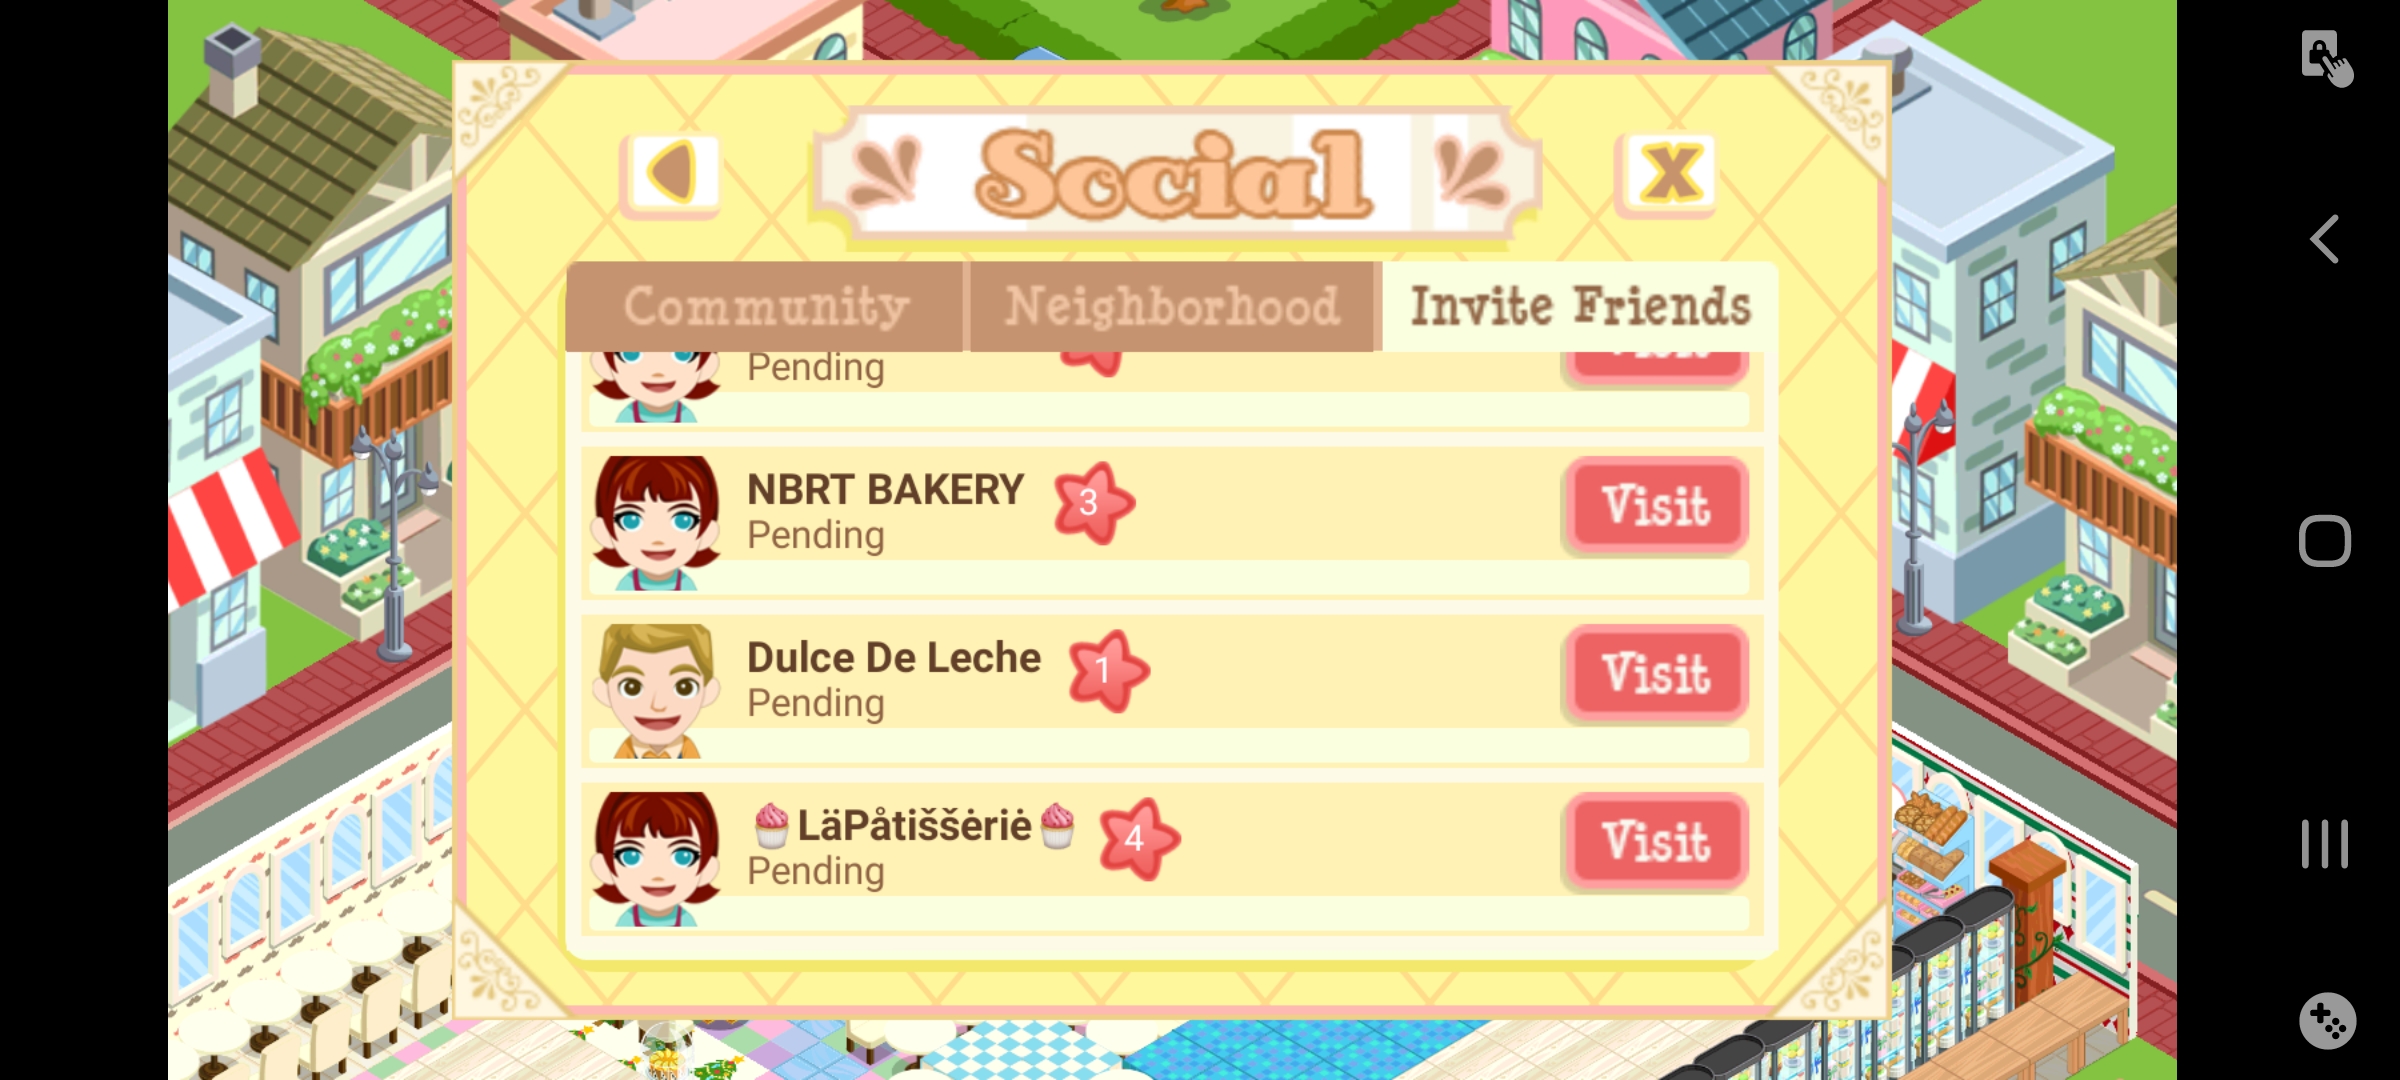 Social
Community Neighborhood Invite Friends
Pending
NBRT BAKERY 3
Pending
Visit
Dulce De Leche 1
Pending
Visit
🧁LäPåtiššėriė🧁 4
Pending
Visit